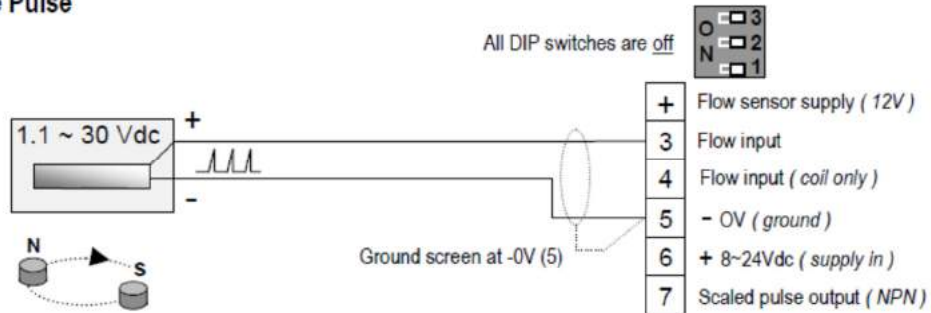 Pulse
All DIP switches are off
O N
3
2
1
1.1 ~ 30 Vdc
+
-
N
S
Ground screen at -0V (5)
+ Flow sensor supply ( 12V )
3 Flow input
4 Flow input ( coil only )
5 - OV ( ground )
6 + 8~24Vdc ( supply in )
7 Scaled pulse output ( NPN )